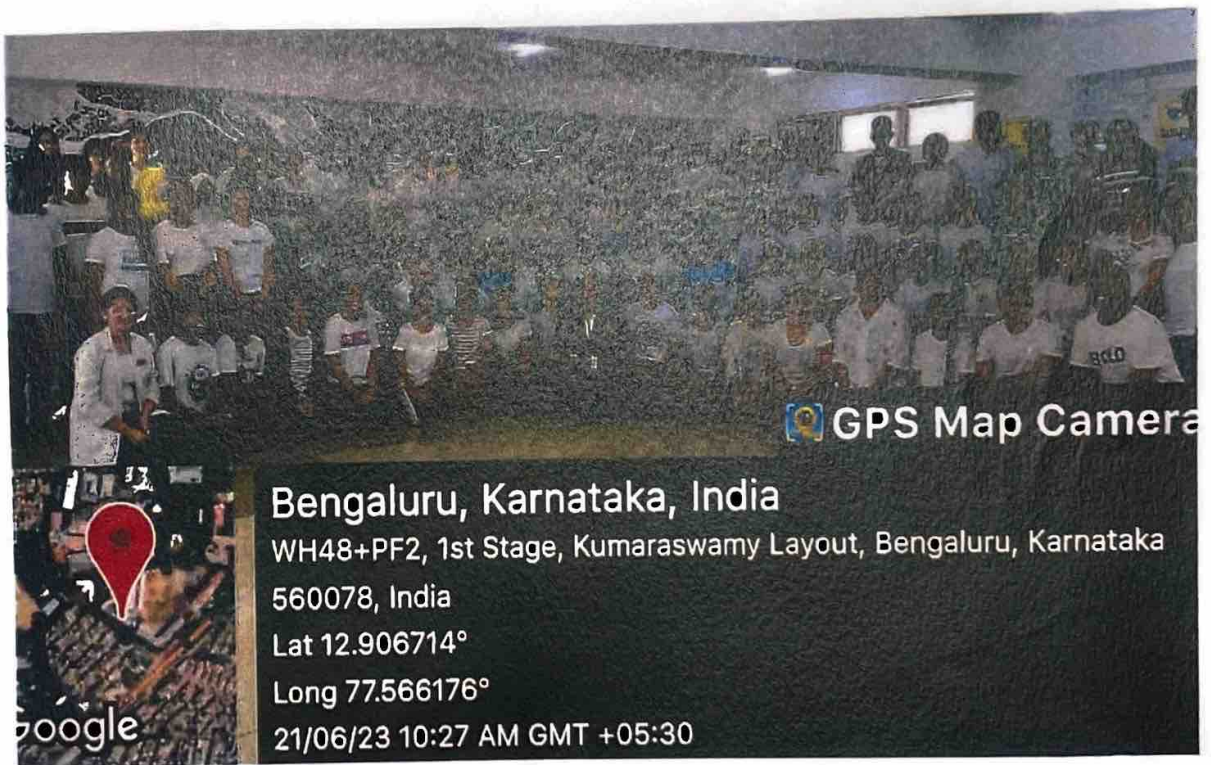 BOLD
GPS Map Camera
Bengaluru, Karnataka, India
WH48+PF2, 1st Stage, Kumaraswamy Layout, Bengaluru, Karnataka
560078, India
Lat 12.906714°
Long 77.566176°
21/06/23 10:27 AM GMT +05:30
Google